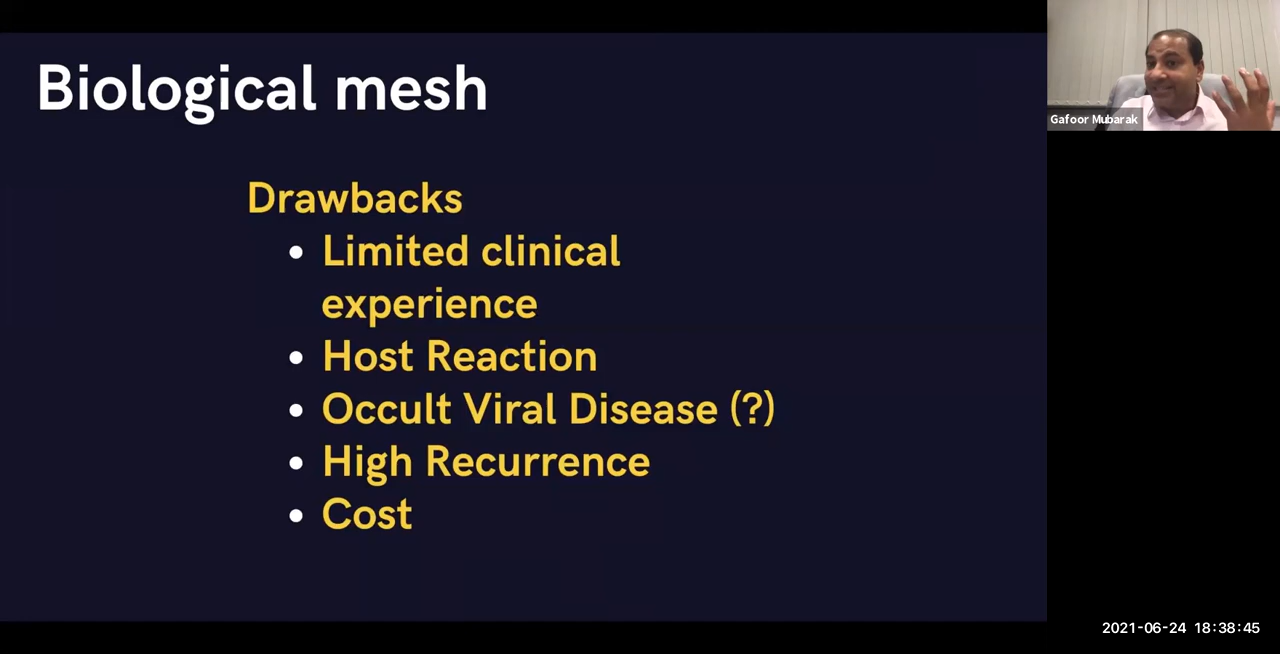 Biological mesh
Gafoor Mubarak
Drawbacks
• Limited clinical
experience
• Host Reaction
• Occult Viral Disease (?)
• High Recurrence
• Cost
2021-06-24 18:38:45